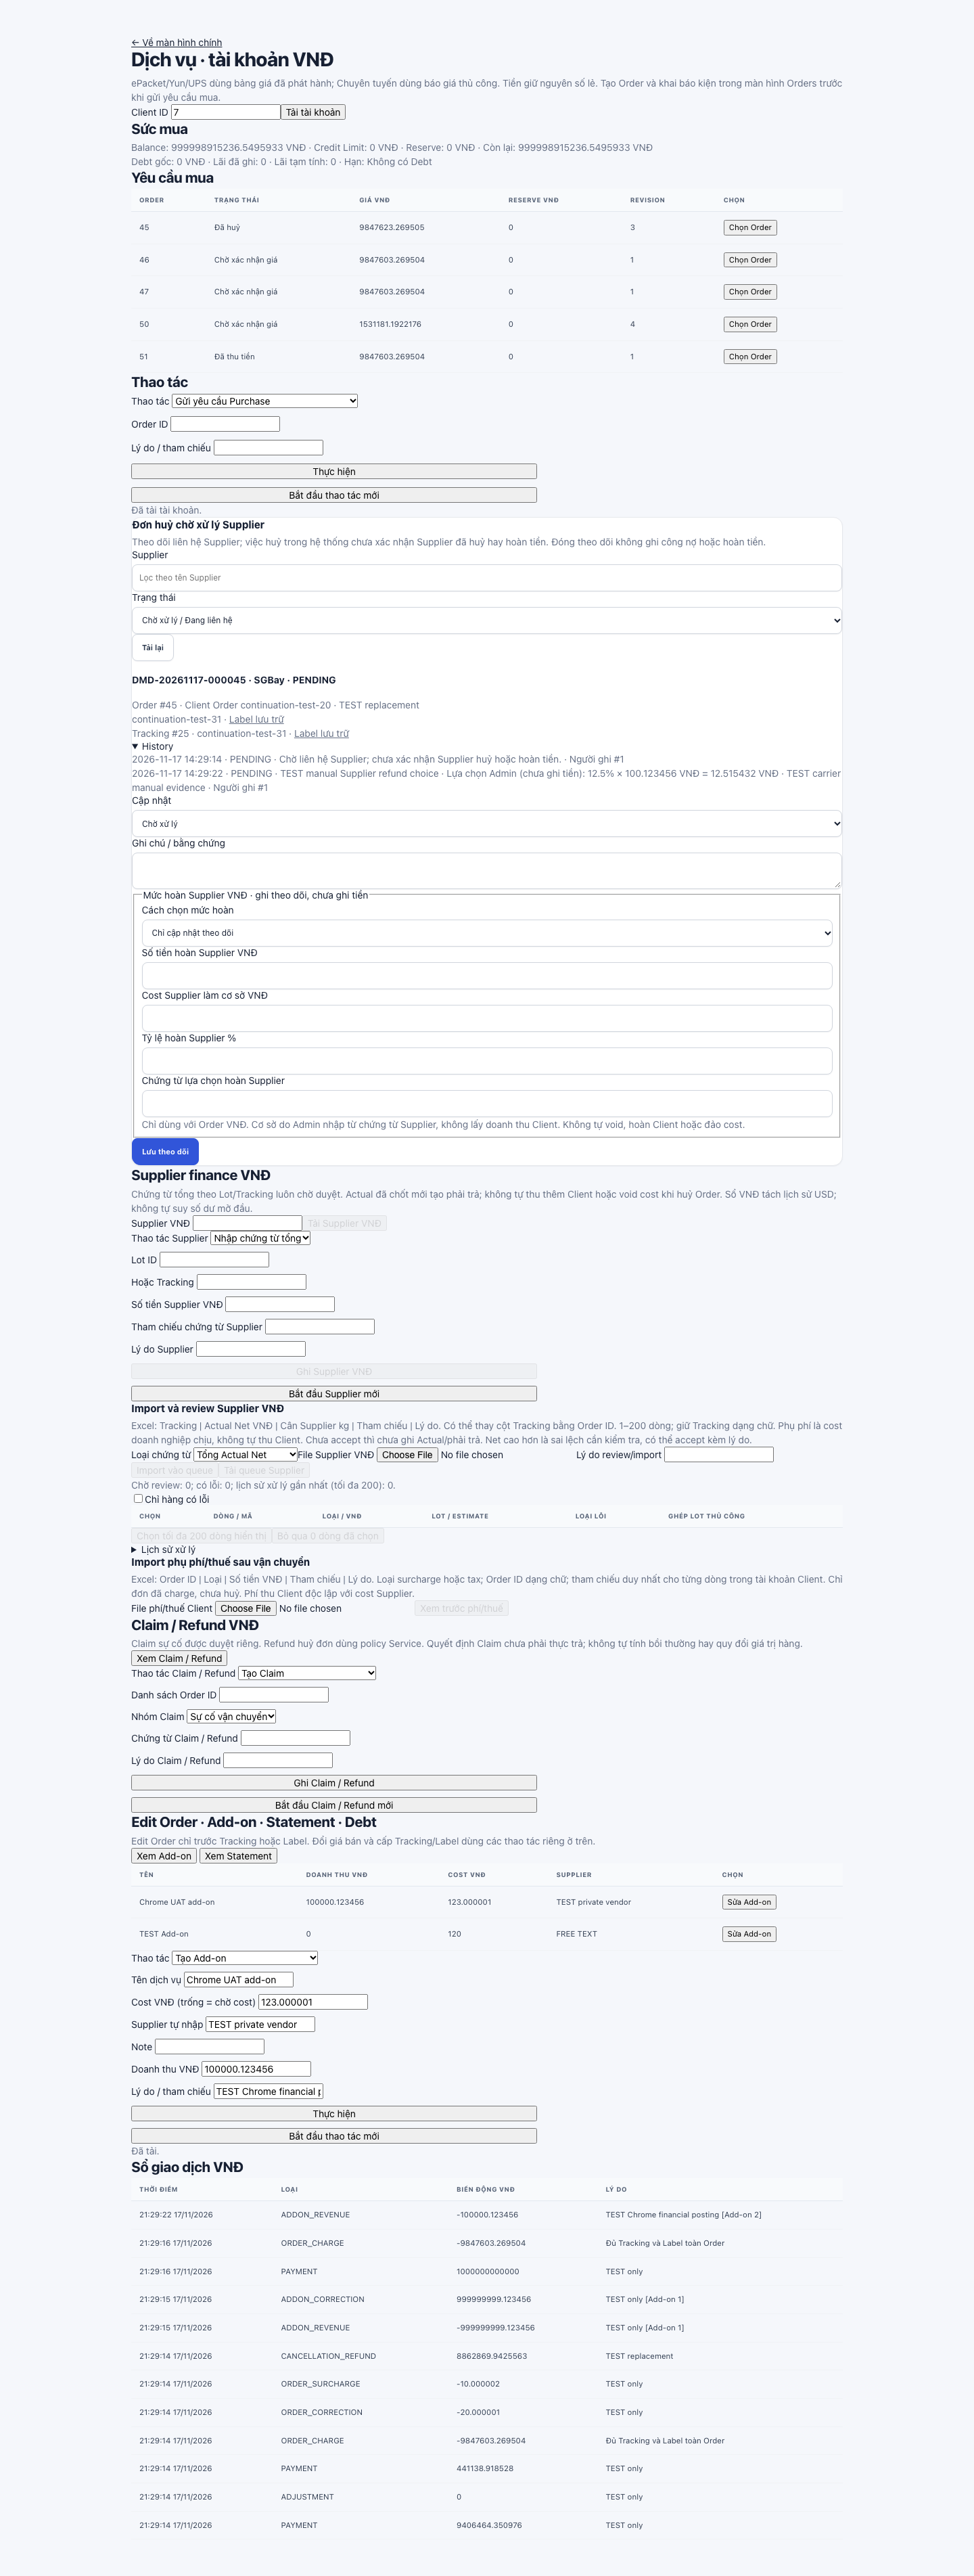 ← Về màn hình chính
Dịch vụ · tài khoản VNĐ
ePacket/Yun/UPS dùng bảng giá đã phát hành; Chuyên tuyến dùng báo giá thủ công. Tiền giữ nguyên số lẻ. Tạo Order và khai báo kiện trong màn hình Orders trước
khi gửi yêu cầu mua.
Client ID 7 Tải tài khoản
Sức mua
Balance: 999998915236.5495933 VNĐ · Credit Limit: 0 VNĐ · Reserve: 0 VNĐ · Còn lại: 999998915236.5495933 VNĐ
Debt gốc: 0 VNĐ · Lãi đã ghi: 0 · Lãi tạm tính: 0 · Hạn: Không có Debt
Yêu cầu mua
ORDER TRẠNG THÁI GIÁ VNĐ RESERVE VNĐ REVISION CHỌN
45 Đã huỷ 9847623.269505 0 3 Chọn Order
46 Chờ xác nhận giá 9847603.269504 0 1 Chọn Order
47 Chờ xác nhận giá 9847603.269504 0 1 Chọn Order
50 Chờ xác nhận giá 1531181.1922176 0 4 Chọn Order
51 Đã thu tiền 9847603.269504 0 1 Chọn Order
Thao tác
Thao tác Gửi yêu cầu Purchase
Order ID
Lý do / tham chiếu
Thực hiện
Bắt đầu thao tác mới
Đã tải tài khoản.
Đơn huỷ chờ xử lý Supplier
Theo dõi liên hệ Supplier; việc huỷ trong hệ thống chưa xác nhận Supplier đã huỷ hay hoàn tiền. Đóng theo dõi không ghi công nợ hoặc hoàn tiền.
Supplier
Lọc theo tên Supplier
Trạng thái
Chờ xử lý / Đang liên hệ
Tải lại
DMD-20261117-000045 · SGBay · PENDING
Order #45 · Client Order continuation-test-20 · TEST replacement
continuation-test-31 · Label lưu trữ
Tracking #25 · continuation-test-31 · Label lưu trữ
▼ History
2026-11-17 14:29:14 · PENDING · Chờ liên hệ Supplier; chưa xác nhận Supplier huỷ hoặc hoàn tiền. · Người ghi #1
2026-11-17 14:29:22 · PENDING · TEST manual Supplier refund choice · Lựa chọn Admin (chưa ghi tiền): 12.5% × 100.123456 VNĐ = 12.515432 VNĐ · TEST carrier
manual evidence · Người ghi #1
Cập nhật
Chờ xử lý
Ghi chú / bằng chứng
Mức hoàn Supplier VNĐ · ghi theo dõi, chưa ghi tiền
Cách chọn mức hoàn
Chỉ cập nhật theo dõi
Số tiền hoàn Supplier VNĐ
Cost Supplier làm cơ sở VNĐ
Tỷ lệ hoàn Supplier %
Chứng từ lựa chọn hoàn Supplier
Chỉ dùng với Order VNĐ. Cơ sở do Admin nhập từ chứng từ Supplier, không lấy doanh thu Client. Không tự void, hoàn Client hoặc đảo cost.
Lưu theo dõi
Supplier finance VNĐ
Chứng từ tổng theo Lot/Tracking luôn chờ duyệt. Actual đã chốt mới tạo phải trả; không tự thu thêm Client hoặc void cost khi huỷ Order. Sổ VNĐ tách lịch sử USD;
không tự suy số dư mở đầu.
Supplier VNĐ Tải Supplier VNĐ
Thao tác Supplier Nhập chứng từ tổng
Lot ID
Hoặc Tracking
Số tiền Supplier VNĐ
Tham chiếu chứng từ Supplier
Lý do Supplier
Ghi Supplier VNĐ
Bắt đầu Supplier mới
Import và review Supplier VNĐ
Excel: Tracking | Actual Net VNĐ | Cân Supplier kg | Tham chiếu | Lý do. Có thể thay cột Tracking bằng Order ID. 1–200 dòng; giữ Tracking dạng chữ. Phụ phí là cost
doanh nghiệp chịu, không tự thu Client. Chưa accept thì chưa ghi Actual/phải trả. Net cao hơn là sai lệch cần kiểm tra, có thể accept kèm lý do.
Loại chứng từ Tổng Actual Net File Supplier VNĐ Choose File No file chosen Lý do review/import
Import vào queue Tải queue Supplier
Chờ review: 0; có lỗi: 0; lịch sử xử lý gần nhất (tối đa 200): 0.
Chỉ hàng có lỗi
CHỌN DÒNG / MÃ LOẠI / VNĐ LOT / ESTIMATE LOẠI LỖI GHÉP LOT THỦ CÔNG
Chọn tối đa 200 dòng hiển thị Bỏ qua 0 dòng đã chọn
▶ Lịch sử xử lý
Import phụ phí/thuế sau vận chuyển
Excel: Order ID | Loại | Số tiền VNĐ | Tham chiếu | Lý do. Loại surcharge hoặc tax; Order ID dạng chữ; tham chiếu duy nhất cho từng dòng trong tài khoản Client. Chỉ
đơn đã charge, chưa huỷ. Phí thu Client độc lập với cost Supplier.
File phí/thuế Client Choose File No file chosen Xem trước phí/thuế
Claim / Refund VNĐ
Claim sự cố được duyệt riêng. Refund huỷ đơn dùng policy Service. Quyết định Claim chưa phải thực trả; không tự tính bồi thường hay quy đổi giá trị hàng.
Xem Claim / Refund
Thao tác Claim / Refund Tạo Claim
Danh sách Order ID
Nhóm Claim Sự cố vận chuyển
Chứng từ Claim / Refund
Lý do Claim / Refund
Ghi Claim / Refund
Bắt đầu Claim / Refund mới
Edit Order · Add-on · Statement · Debt
Edit Order chỉ trước Tracking hoặc Label. Đổi giá bán và cấp Tracking/Label dùng các thao tác riêng ở trên.
Xem Add-on Xem Statement
TÊN DOANH THU VNĐ COST VNĐ SUPPLIER CHỌN
Chrome UAT add-on 100000.123456 123.000001 TEST private vendor Sửa Add-on
TEST Add-on 0 120 FREE TEXT Sửa Add-on
Thao tác Tạo Add-on
Tên dịch vụ Chrome UAT add-on
Cost VNĐ (trống = chờ cost) 123.000001
Supplier tự nhập TEST private vendor
Note
Doanh thu VNĐ 100000.123456
Lý do / tham chiếu TEST Chrome financial p
Thực hiện
Bắt đầu thao tác mới
Đã tải.
Sổ giao dịch VNĐ
THỜI ĐIỂM LOẠI BIẾN ĐỘNG VNĐ LÝ DO
21:29:22 17/11/2026 ADDON_REVENUE -100000.123456 TEST Chrome financial posting [Add-on 2]
21:29:16 17/11/2026 ORDER_CHARGE -9847603.269504 Đủ Tracking và Label toàn Order
21:29:16 17/11/2026 PAYMENT 1000000000000 TEST only
21:29:15 17/11/2026 ADDON_CORRECTION 999999999.123456 TEST only [Add-on 1]
21:29:15 17/11/2026 ADDON_REVENUE -999999999.123456 TEST only [Add-on 1]
21:29:14 17/11/2026 CANCELLATION_REFUND 8862869.9425563 TEST replacement
21:29:14 17/11/2026 ORDER_SURCHARGE -10.000002 TEST only
21:29:14 17/11/2026 ORDER_CORRECTION -20.000001 TEST only
21:29:14 17/11/2026 ORDER_CHARGE -9847603.269504 Đủ Tracking và Label toàn Order
21:29:14 17/11/2026 PAYMENT 441138.918528 TEST only
21:29:14 17/11/2026 ADJUSTMENT 0 TEST only
21:29:14 17/11/2026 PAYMENT 9406464.350976 TEST only